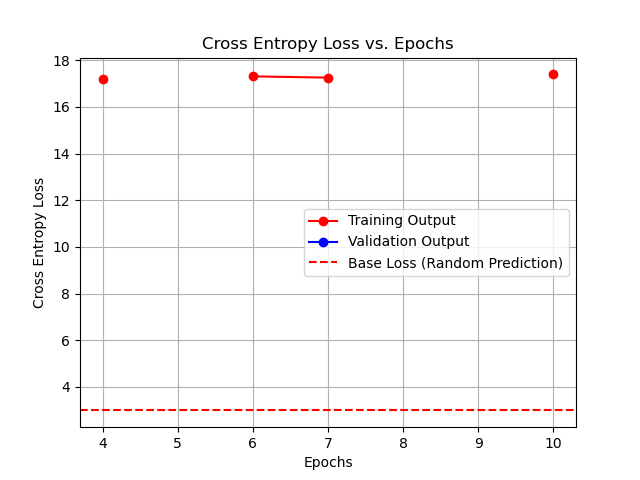 Cross Entropy Loss vs. Epochs
18
16
14
12
10
8
6
4
Cross Entropy Loss
Training Output
Validation Output
Base Loss (Random Prediction)
4 5 6 7 8 9 10
Epochs